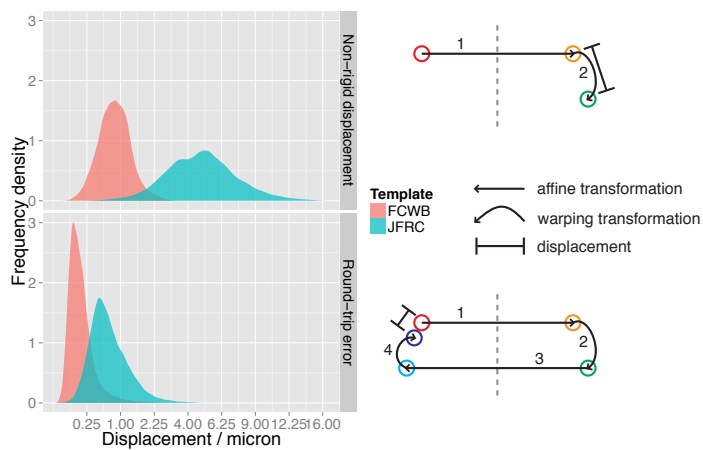 3
2
1
0
Non-rigid displacement
3
2
1
0
Round-trip error
Frequency density
0.25 1.00 2.25 4.00 6.25 9.00 12.25 16.00
Displacement / micron
1
2
Template
FCWB
JFRC
affine transformation
warping transformation
displacement
1
2
3
4